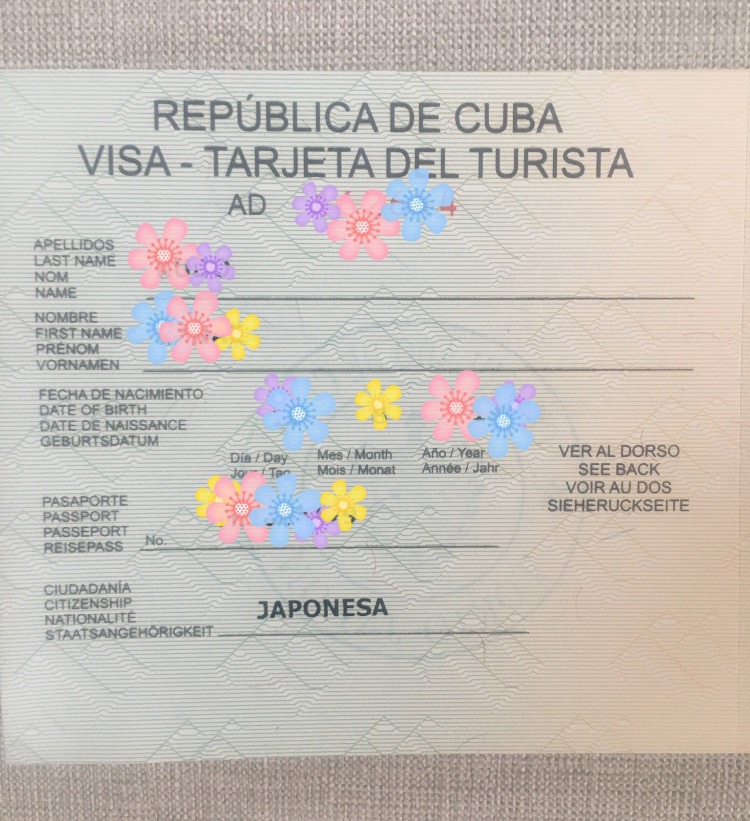 REPÚBLICA DE CUBA
VISA - TARJETA DEL TURISTA
AD
APELLIDOS
LAST NAME
NOM
NAME
NOMBRE
FIRST NAME
PRÉNOM
VORNAMEN
FECHA DE NACIMIENTO
DATE OF BIRTH
DATE DE NAISSANCE
GEBURTSDATUM
Día / Day
Jour / Tag
Mes / Month
Mois / Monat
Año / Year
Année / Jahr
VER AL DORSO
SEE BACK
VOIR AU DOS
SIEHERUCKSEITE
PASAPORTE
PASSPORT
PASSEPORT
REISEPASS
No.
CIUDADANÍA
CITIZENSHIP
NATIONALITÉ
STAATSANGEHÖRIGKEIT
JAPONESA